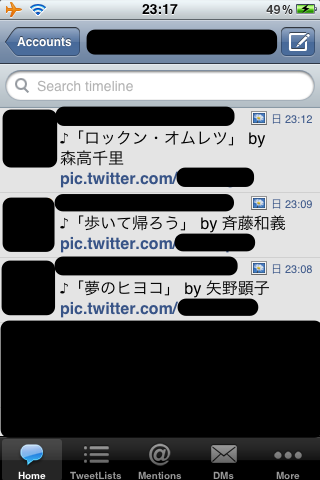 23:17
49%
Accounts
Search timeline
日 23:12
♪「ロックン・オムレツ」 by
森高千里
pic.twitter.com/
日 23:09
♪「歩いて帰ろう」 by 斉藤和義
pic.twitter.com/
日 23:08
♪「夢のヒヨコ」 by 矢野顕子
pic.twitter.com/
Home TweetLists Mentions DMs More